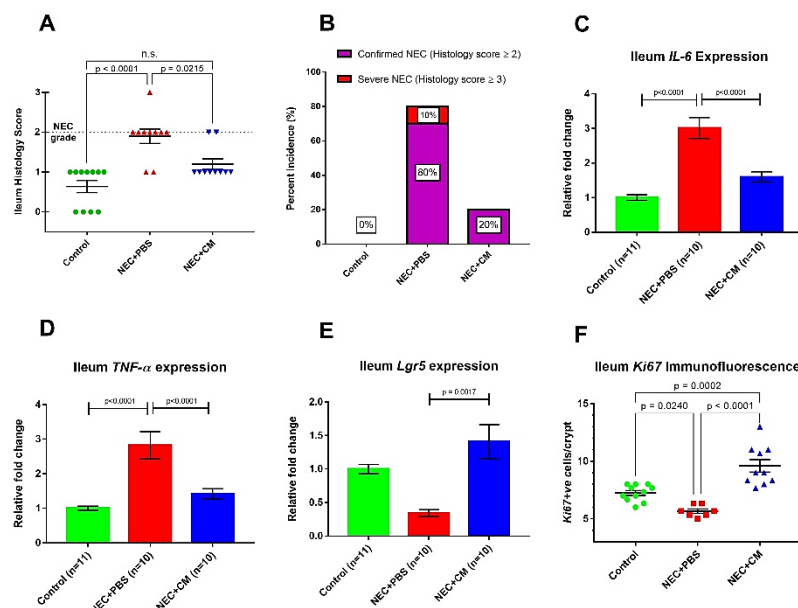 A
n.s.
p < 0.0001
p = 0.0215
Ileum Histology Score
3
2
1
0
NEC
grade
Control
NEC+PBS
NEC+CM
B
Confirmed NEC (Histology score ≥ 2)
Severe NEC (Histology score ≥ 3)
Percent Incidence (%)
100
80
60
40
20
0
0%
10%
80%
20%
Control
NEC+PBS
NEC+CM
C
Ileum IL-6 Expression
p<0.0001
p<0.0001
Relative fold change
4
3
2
1
0
Control (n=11)
NEC+PBS (n=10)
NEC+CM (n=10)
D
Ileum TNF-α expression
p<0.0001
p<0.0001
Relative fold change
4
3
2
1
0
Control (n=11)
NEC+PBS (n=10)
NEC+CM (n=10)
E
Ileum Lgr5 expression
p = 0.0017
Relative fold change
2.0
1.5
1.0
0.5
0.0
Control (n=11)
NEC+PBS (n=10)
NEC+CM (n=10)
F
Ileum Ki67 Immunofluorescence
p = 0.0002
p = 0.0240
p < 0.0001
Ki67+ve cells/crypt
15
10
5
Control
NEC+PBS
NEC+CM